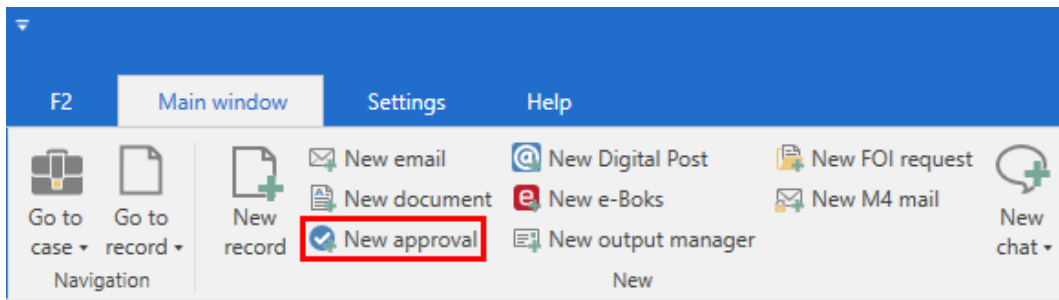 F2 Main window Settings Help
New email New Digital Post New FOI request
New document New e-Boks New M4 mail
Go to case Go to record New record New approval New output manager New chat
Navigation New